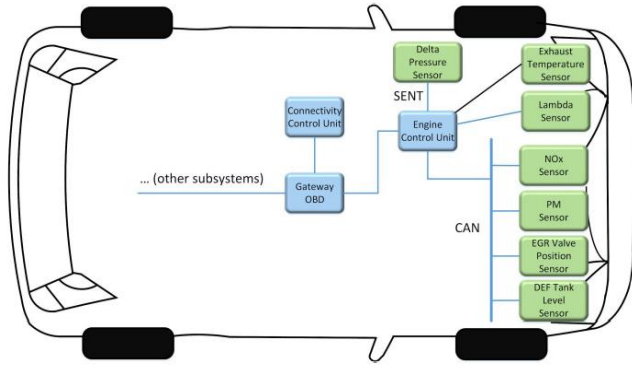 Delta
Pressure
Sensor
Exhaust
Temperature
Sensor
SENT
Lambda
Sensor
Connectivity
Control Unit
Engine
Control Unit
NOx
Sensor
... (other subsystems)
Gateway
OBD
PM
Sensor
CAN
EGR Valve
Position
Sensor
DEF Tank
Level
Sensor